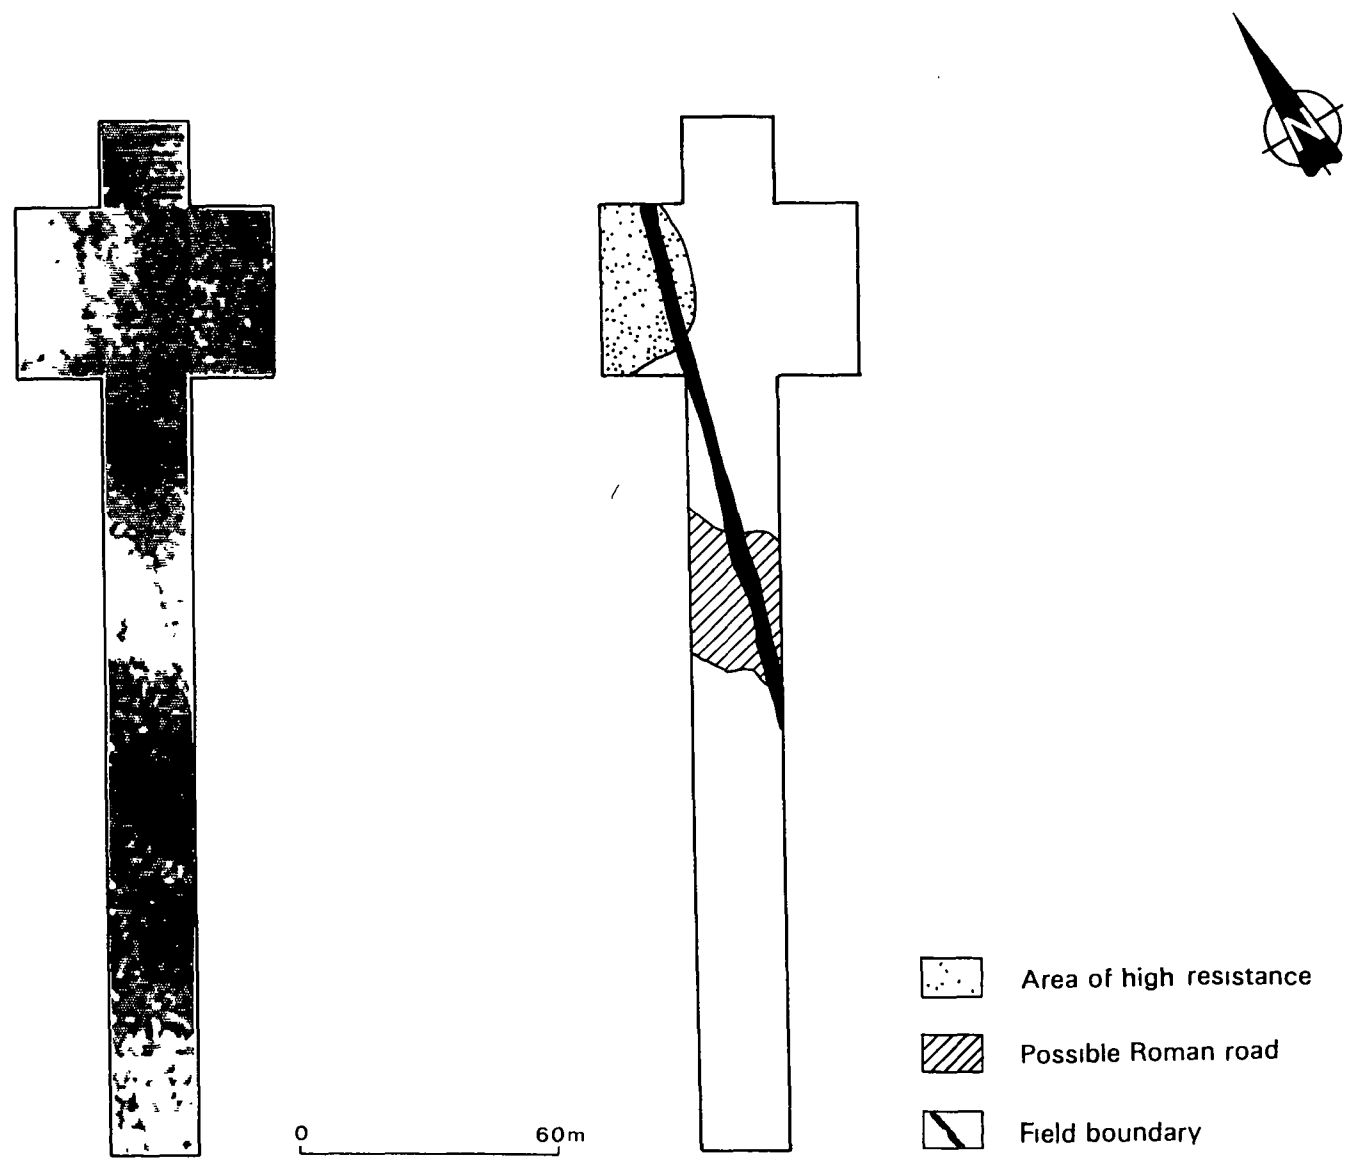 N
Area of high resistance
Possible Roman road
Field boundary
0 60m